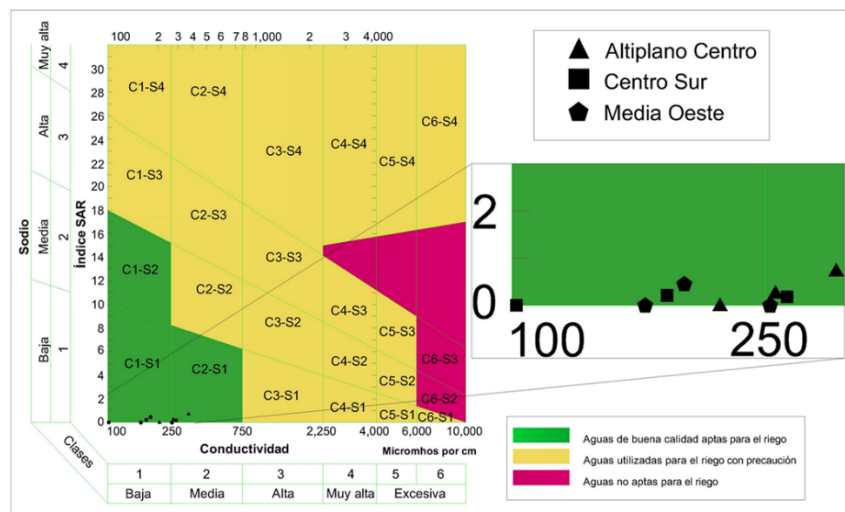 100 2 3 4 5 6 7 8 1,000 2 3 4,000
Sodio
Muy alta 4
Alta 3
Media 2
Baja 1
Índice SAR
30
28
26
24
22
20
18
16
14
12
10
8
6
4
2
0
C1-S4 C2-S4 C3-S4 C4-S4 C5-S4 C6-S4
C1-S3 C2-S3 C3-S3 C4-S3 C5-S3 C6-S3
C1-S2 C2-S2 C3-S2 C4-S2 C5-S2 C6-S2
C1-S1 C2-S1 C3-S1 C4-S1 C5-S1 C6-S1
100 250 750 2,250 4,000 6,000 10,000
Conductividad Micromhos por cm
Clases
1 2 3 4 5 6
Baja Media Alta Muy alta Excesiva
Altiplano Centro
Centro Sur
Media Oeste
2
0
100 250
Aguas de buena calidad aptas para el riego
Aguas utilizadas para el riego con precaución
Aguas no aptas para el riego